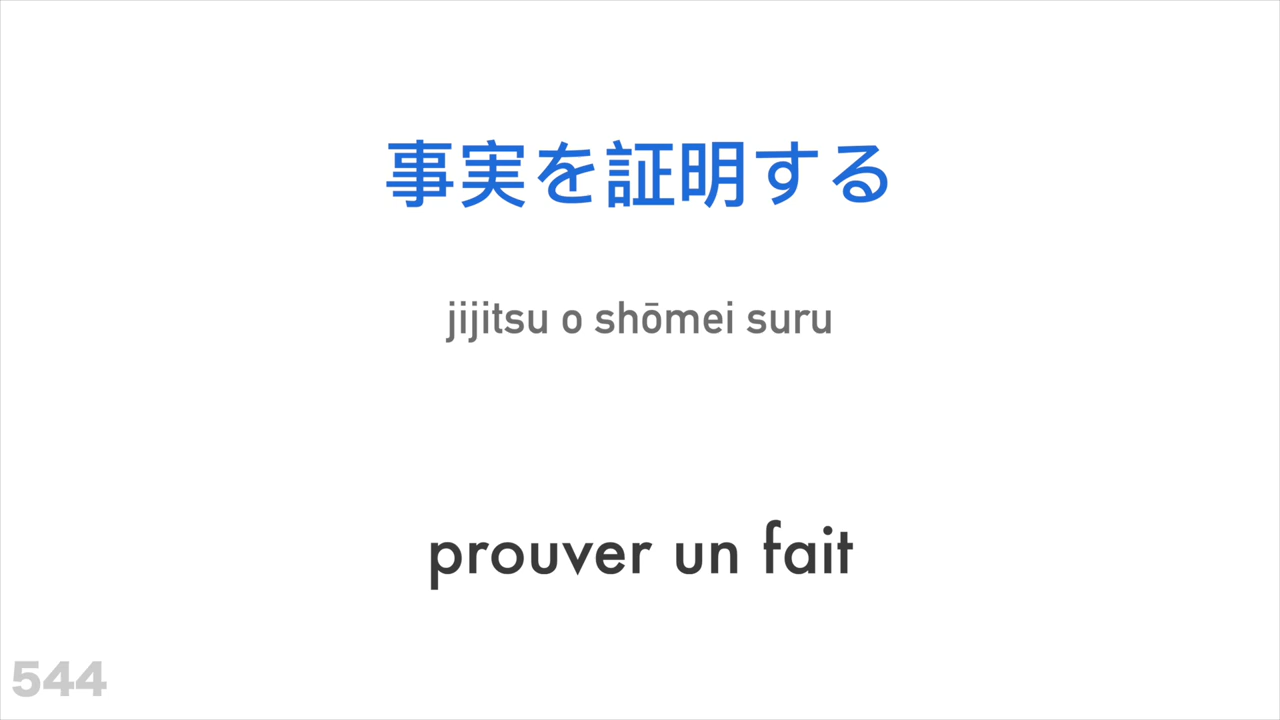 事実を証明する
jijitsu o shōmei suru
prouver un fait
544